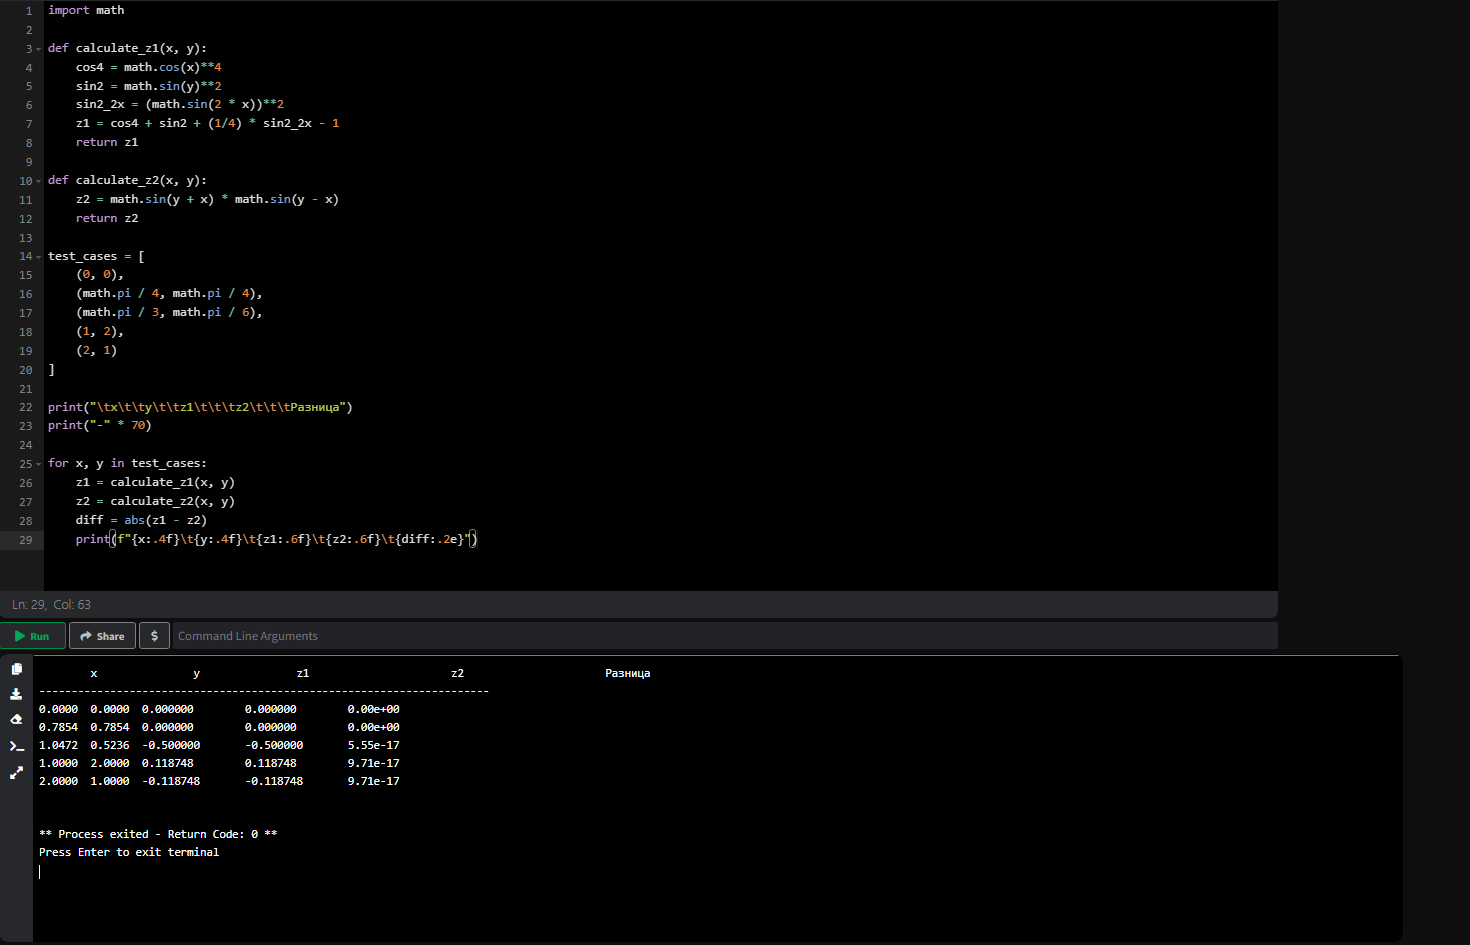 1 import math
2
3 def calculate_z1(x, y):
4     cos4 = math.cos(x)**4
5     sin2 = math.sin(y)**2
6     sin2_2x = (math.sin(2 * x))**2
7     z1 = cos4 + sin2 + (1/4) * sin2_2x - 1
8     return z1
9
10 def calculate_z2(x, y):
11     z2 = math.sin(y + x) * math.sin(y - x)
12     return z2
13
14 test_cases = [
15     (0, 0),
16     (math.pi / 4, math.pi / 4),
17     (math.pi / 3, math.pi / 6),
18     (1, 2),
19     (2, 1)
20 ]
21
22 print("\tx\t\ty\t\tz1\t\t\tz2\t\t\tРазница")
23 print("-" * 70)
24
25 for x, y in test_cases:
26     z1 = calculate_z1(x, y)
27     z2 = calculate_z2(x, y)
28     diff = abs(z1 - z2)
29     print(f"{x:.4f}\t{y:.4f}\t{z1:.6f}\t{z2:.6f}\t{diff:.2e}")
Ln: 29, Col: 63
Run Share $ Command Line Arguments
x y z1 z2 Разница
----------------------------------------------------------------------
0.0000 0.0000 0.000000 0.000000 0.00e+00
0.7854 0.7854 0.000000 0.000000 0.00e+00
1.0472 0.5236 -0.500000 -0.500000 5.55e-17
1.0000 2.0000 0.118748 0.118748 9.71e-17
2.0000 1.0000 -0.118748 -0.118748 9.71e-17
** Process exited - Return Code: 0 **
Press Enter to exit terminal